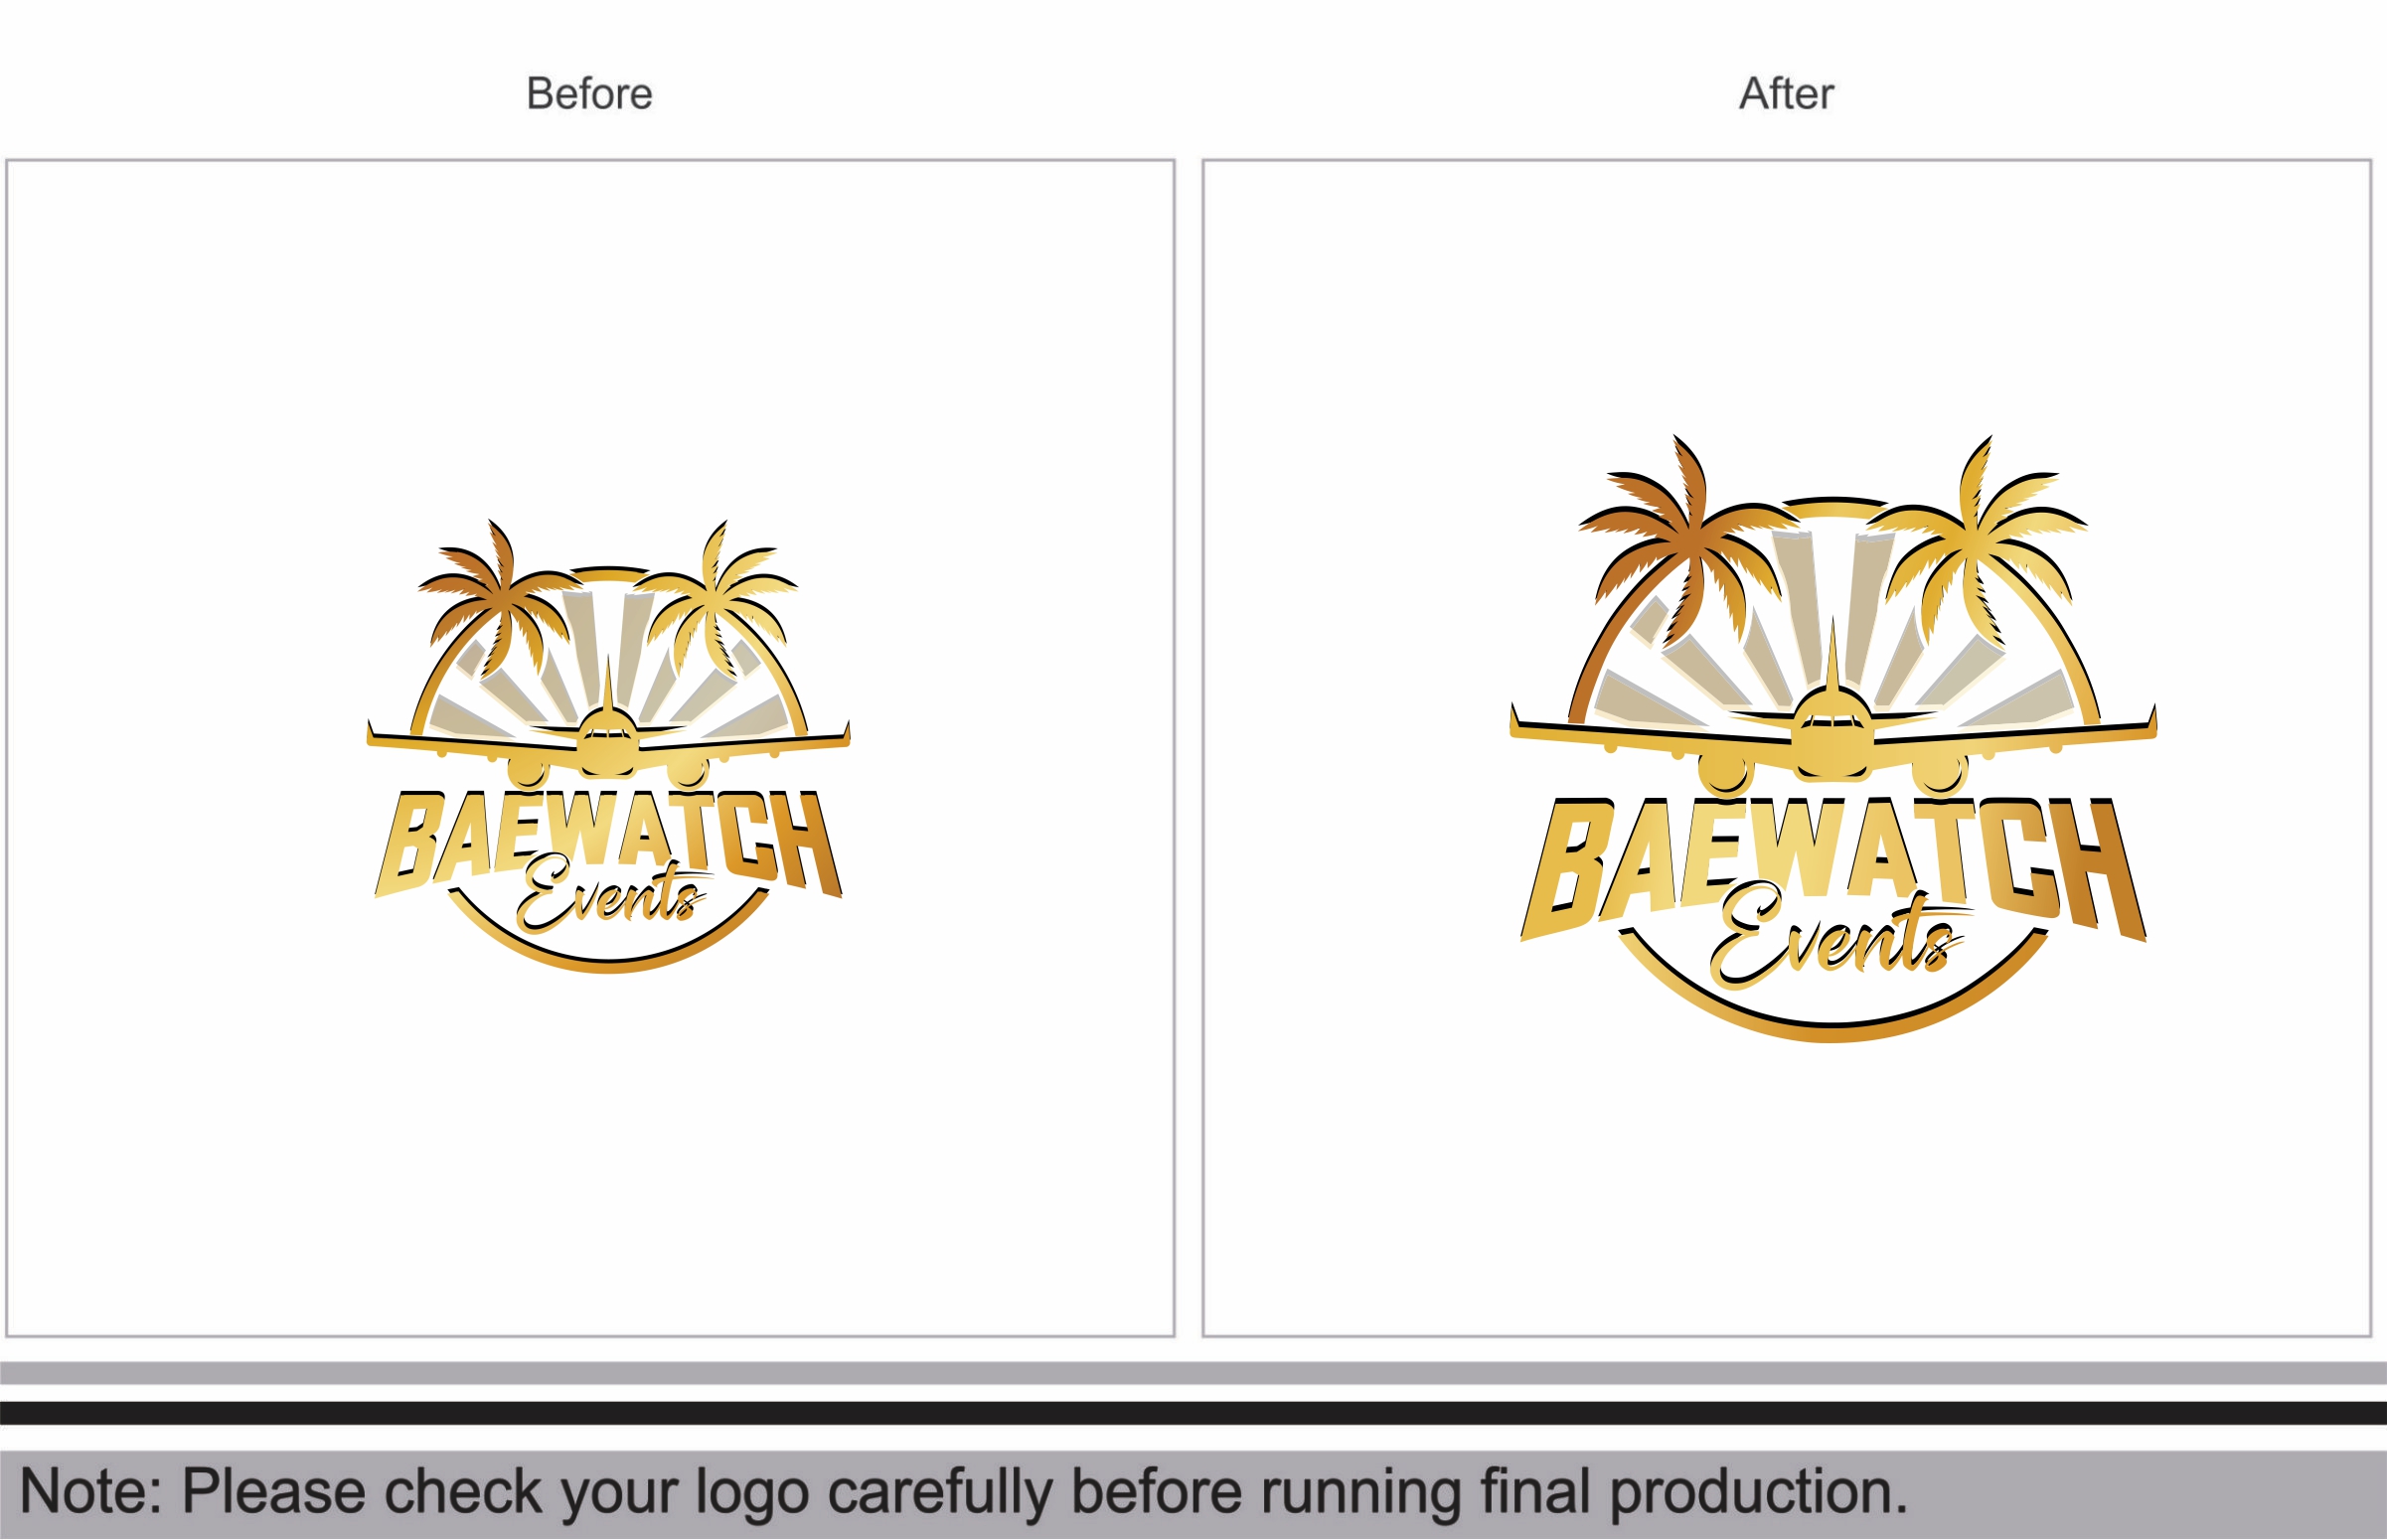 Before
After
BAEWATCH
Events
BAEWATCH
Events
Note: Please check your logo carefully before running final production.